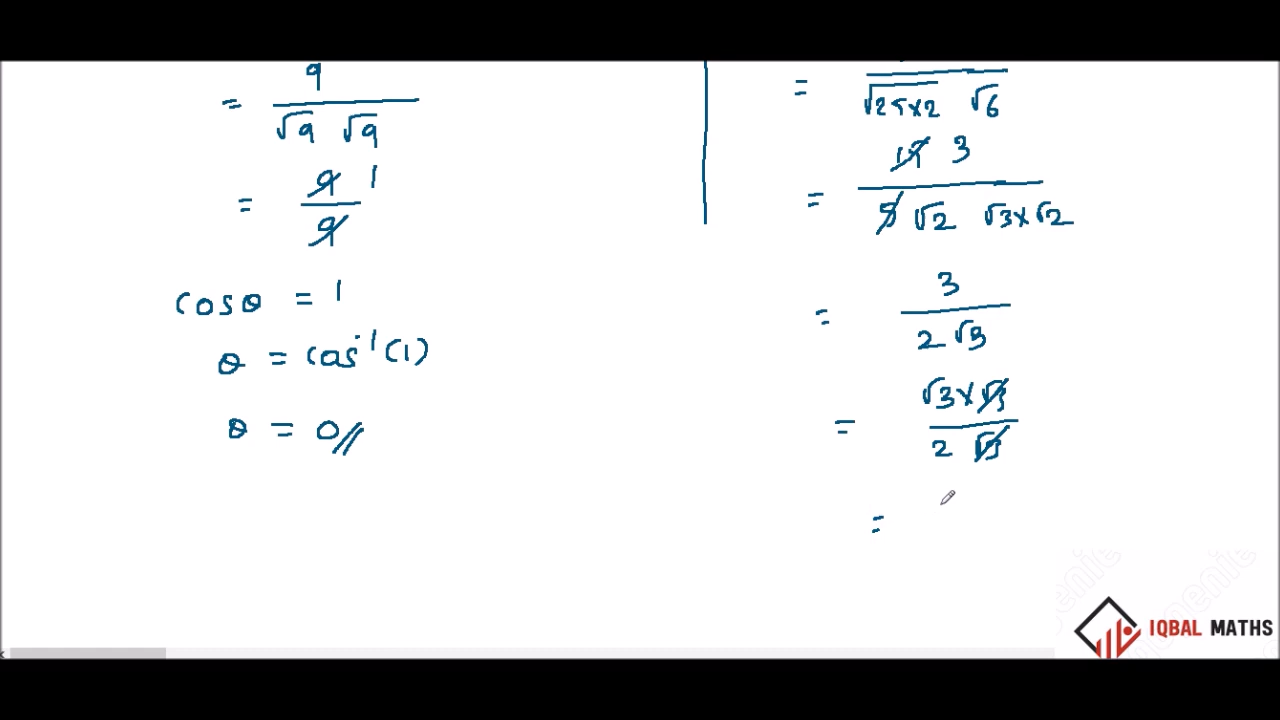 = 9 / √9 √9
= 9 1 / 9
cosθ = 1
θ = cos⁻¹(1)
θ = 0//
= / √25×2 √6
= 15 3 / 5 √2 √3×√2
= 3 / 2 √3
= √3×√3 / 2 √3
=
IQBAL MATHS